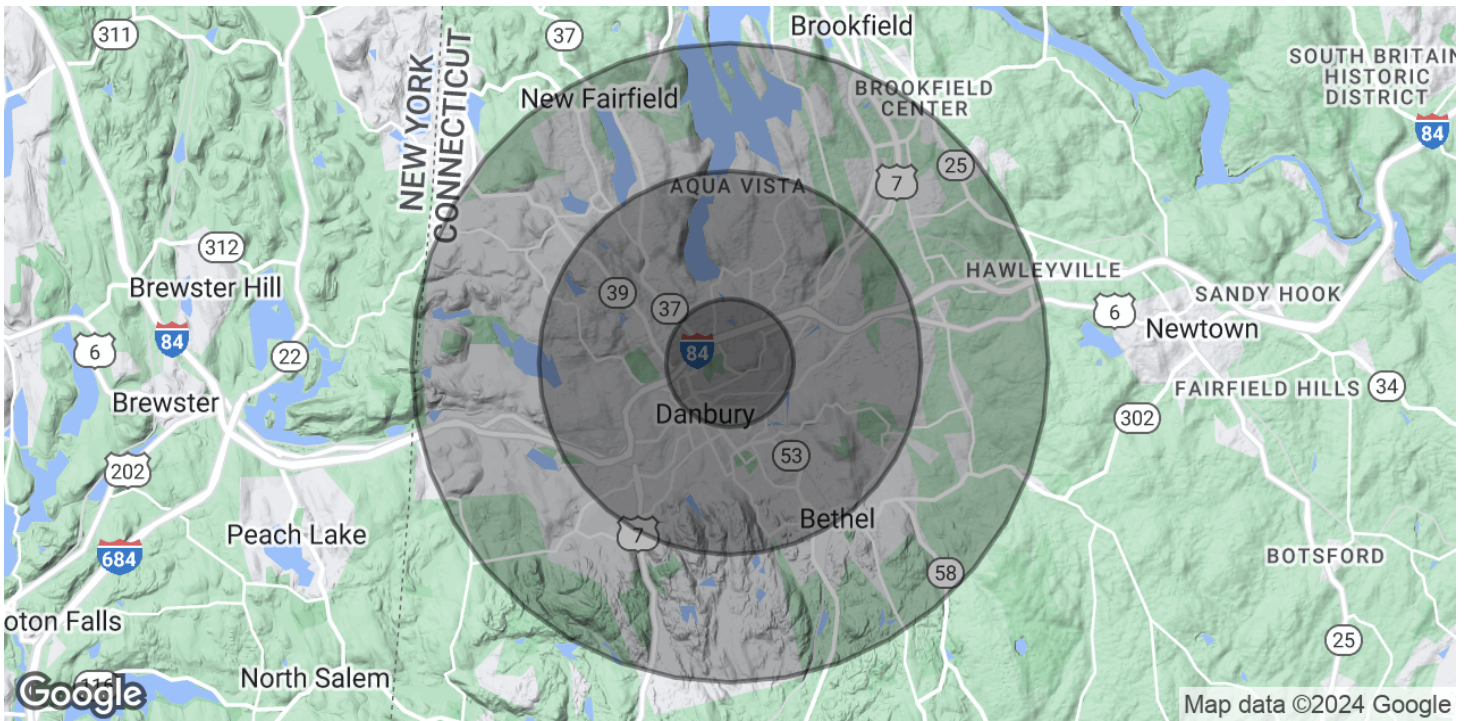 311
37
Brookfield
SOUTH BRITAIN
HISTORIC
DISTRICT
NEW YORK
CONNECTICUT
New Fairfield
BROOKFIELD
CENTER
84
25
7
AQUA VISTA
312
HAWLEYVILLE
Brewster Hill
39
37
SANDY HOOK
6
Newtown
84
6
84
22
FAIRFIELD HILLS
34
Brewster
Danbury
302
53
202
Bethel
Peach Lake
7
684
BOTSFORD
58
oton Falls
25
North Salem
116
Google
Map data ©2024 Google